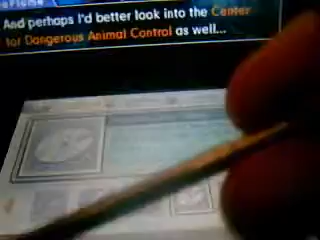 And perhaps I'd better look into the Center
for Dangerous Animal Control as well...